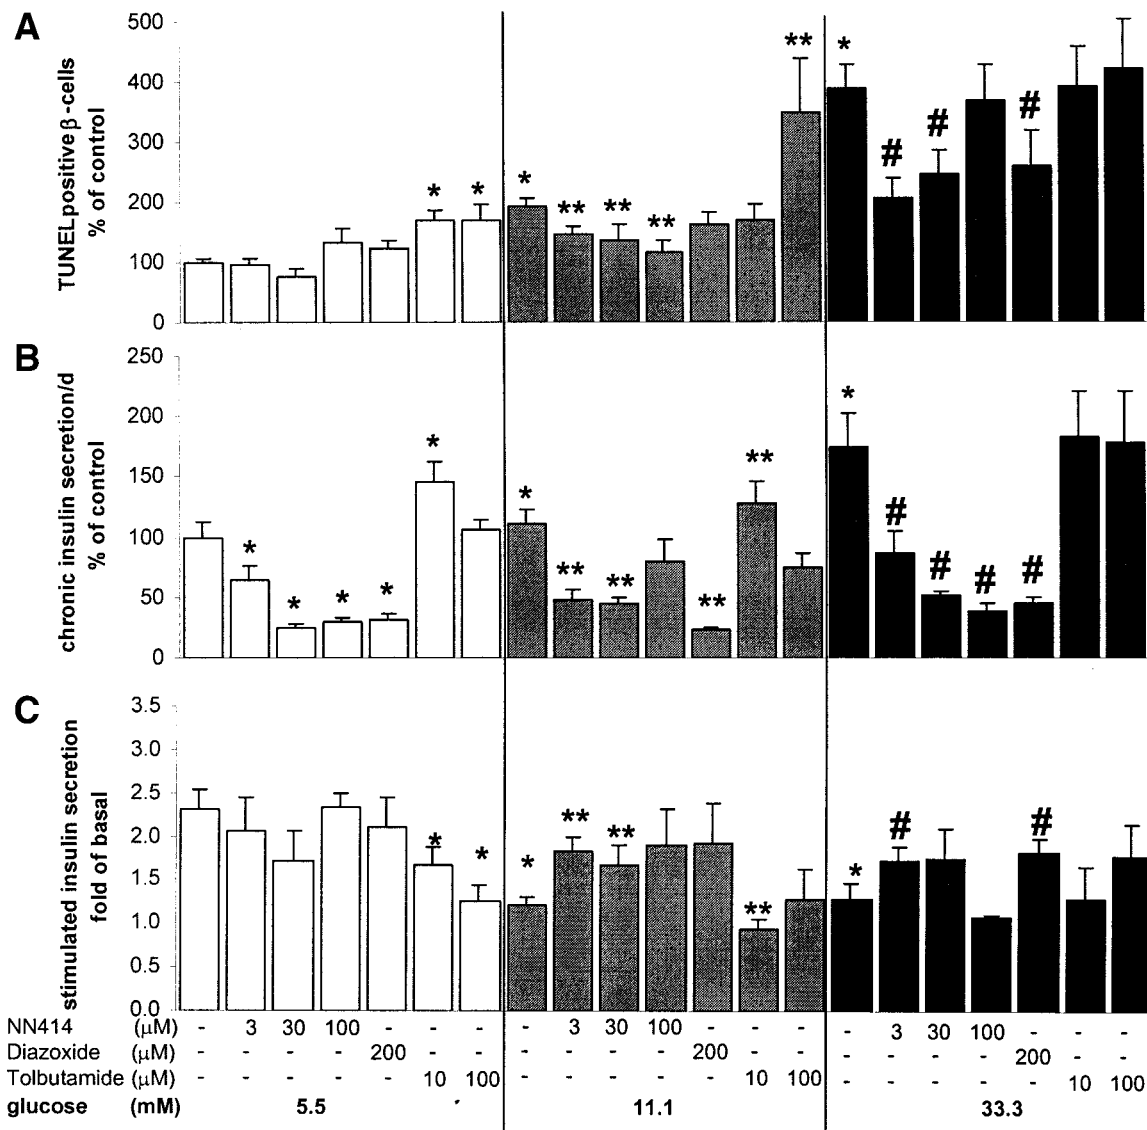 A
TUNEL positive β-cells
% of control
500
400
300
200
100
0
* * * ** ** ** ** * # # #
B
chronic insulin secretion/d
% of control
250
200
150
100
50
0
* * * * * * ** ** ** ** * # # # #
C
stimulated insulin secretion
fold of basal
3.5
3.0
2.5
2.0
1.5
1.0
0.5
0.0
* * * ** ** ** * # #
NN414 (μM) - 3 30 100 - - - - 3 30 100 - - - - 3 30 100 - - -
Diazoxide (μM) - - - - 200 - - - - - - 200 - - - - - - 200 - -
Tolbutamide (μM) - - - - - 10 100 - - - - - 10 100 - - - - - 10 100
glucose (mM) 5.5 11.1 33.3